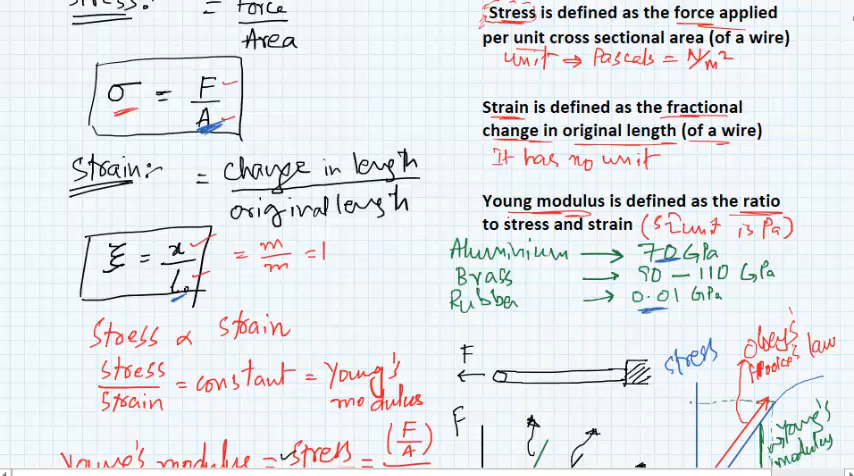 Stress:- = Force
Area
σ = F
A
Strain:- = change in length
original length
ξ = x = m = 1
L₀ m
Stress ∝ Strain
Stress = constant = Young's
Strain modulus
Young's modulus = Stress = (F/A)
Stress is defined as the force applied
per unit cross sectional area (of a wire)
unit ⇒ Pascals = N/m²
Strain is defined as the fractional
change in original length (of a wire)
It has no unit
Young modulus is defined as the ratio
to stress and strain (SI unit is Pa)
Aluminium → 70 GPa
Brass → 90 – 110 GPa
Rubber → 0.01 GPa
F
F
stress
obey's
Hooke's law
→ Young's
modulus